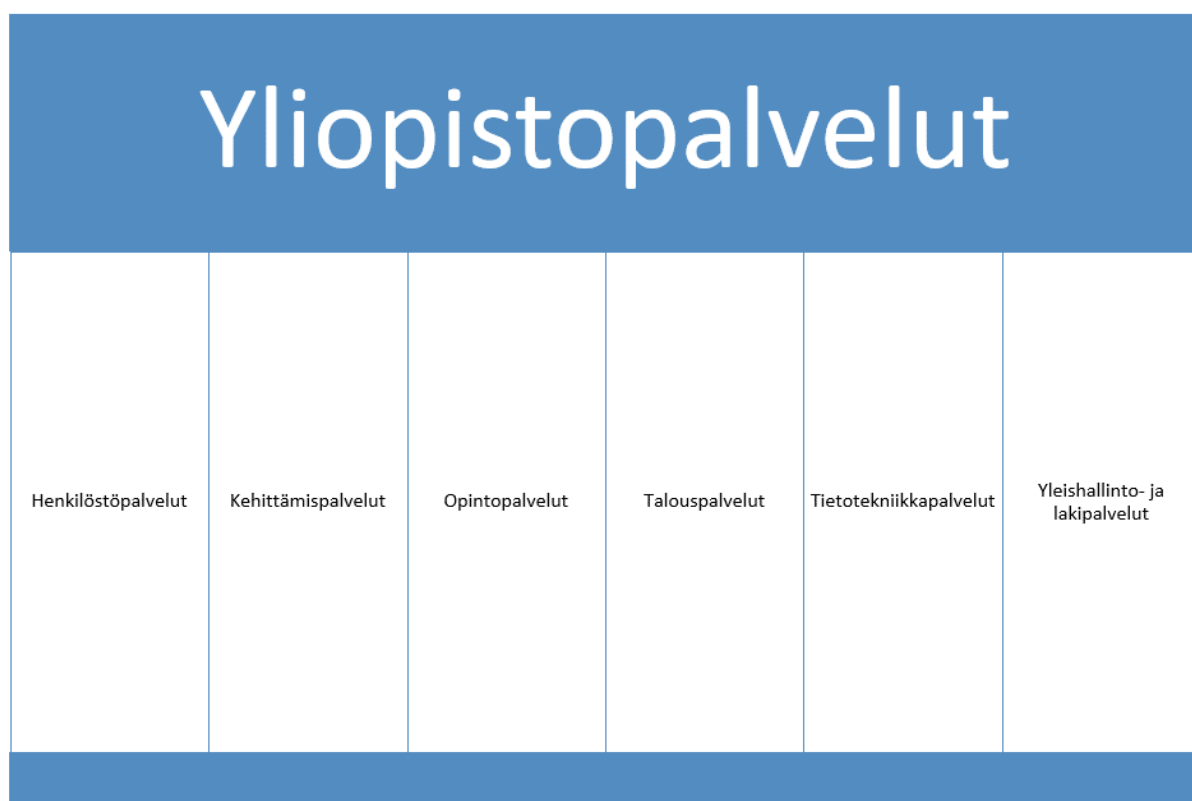 Yliopistopalvelut
Henkilöstöpalvelut
Kehittämispalvelut
Opintopalvelut
Talouspalvelut
Tietotekniikkapalvelut
Yleishallinto- ja
lakipalvelut